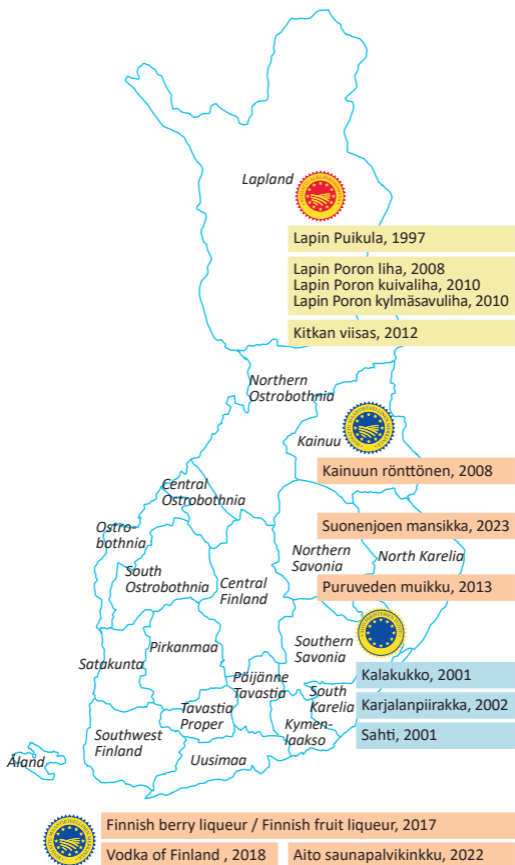 Lapland
Lapin Puikula, 1997
Lapin Poron liha, 2008
Lapin Poron kuivaliha, 2010
Lapin Poron kylmäsavuliha, 2010
Kitkan viisas, 2012
Northern
Ostrobothnia
Kainuu
Kainuun rönttönen, 2008
Central
Ostrobothnia
Suonenjoen mansikka, 2023
Ostro-
bothnia
Northern
Savonia
North Karelia
South
Ostrobothnia
Central
Finland
Puruveden muikku, 2013
Pirkanmaa
Southern
Savonia
Satakunta
Päijänne
Tavastia
Kalakukko, 2001
South
Karelia
Karjalanpiirakka, 2002
Tavastia
Proper
Kymen-
laakso
Sahti, 2001
Southwest
Finland
Uusimaa
Åland
Finnish berry liqueur / Finnish fruit liqueur, 2017
Vodka of Finland , 2018
Aito saunapalvikinkku, 2022